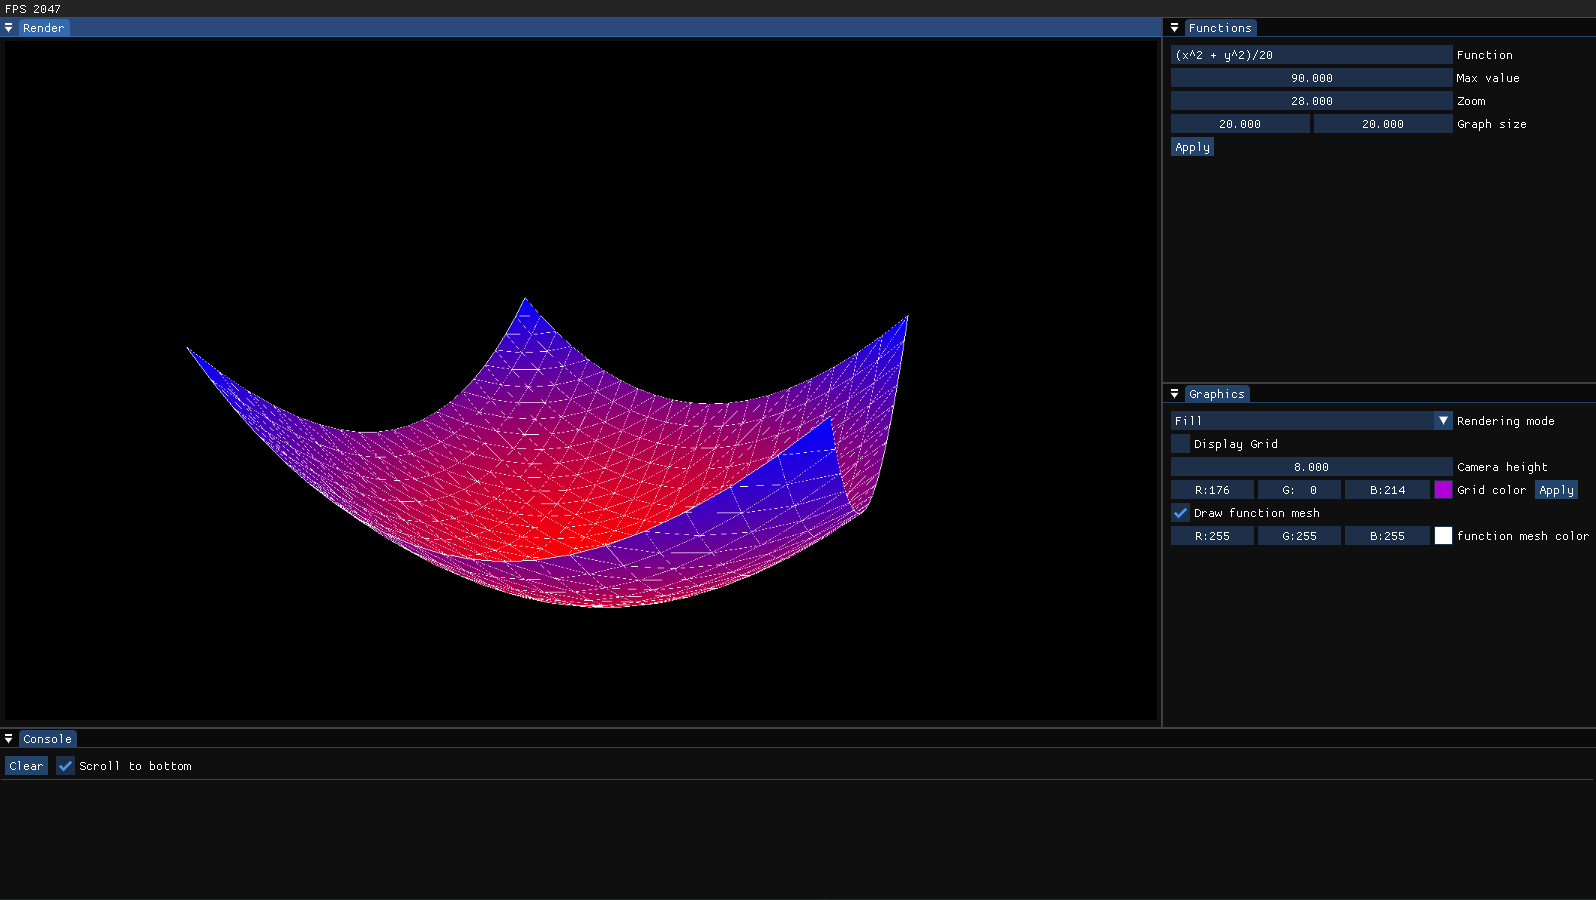 FPS 2047
Render
Functions
(x^2 + y^2)/20 Function
90.000 Max value
28.000 Zoom
20.000 20.000 Graph size
Apply
Graphics
Fill Rendering mode
Display Grid
8.000 Camera height
R:176 G: 0 B:214 Grid color Apply
Draw function mesh
R:255 G:255 B:255 function mesh color
Console
Clear Scroll to bottom